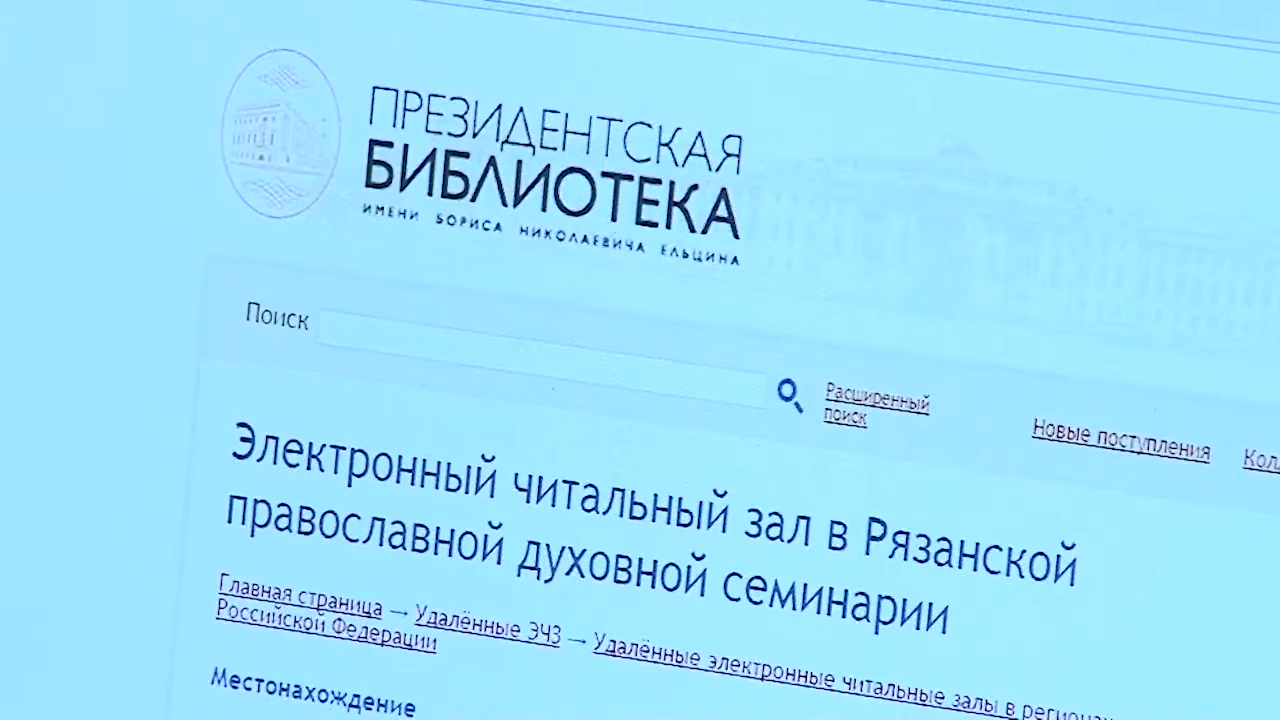 ПРЕЗИДЕНТСКАЯ
БИБЛИОТЕКА
ИМЕНИ БОРИСА НИКОЛАЕВИЧА ЕЛЬЦИНА
Поиск
Расширенный
поиск
Новые поступления
Электронный читальный зал в Рязанской
православной духовной семинарии
Главная страница → Удалённые ЭЧЗ → Удалённые электронные читальные залы в
Российской Федерации
Местонахождение